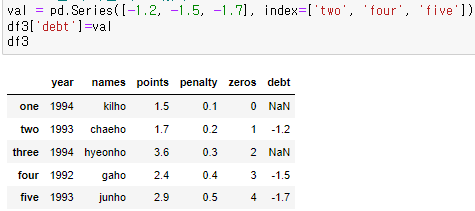 val = pd.Series([-1.2, -1.5, -1.7], index=['two', 'four', 'five'])
df3['debt']=val
df3
year names points penalty zeros debt
one 1994 kilho 1.5 0.1 0 NaN
two 1993 chaeho 1.7 0.2 1 -1.2
three 1994 hyeonho 3.6 0.3 2 NaN
four 1992 gaho 2.4 0.4 3 -1.5
five 1993 junho 2.9 0.5 4 -1.7